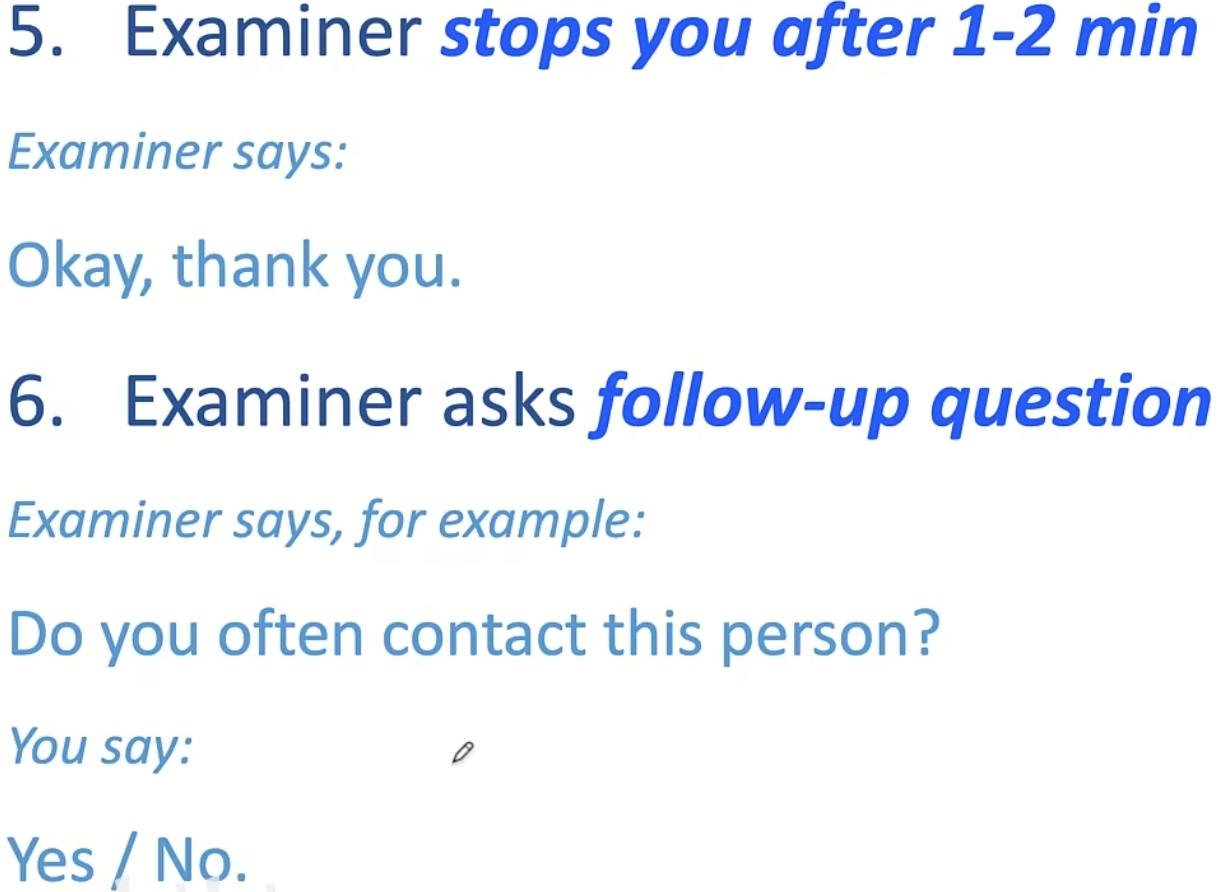 5. Examiner stops you after 1-2 min
Examiner says:
Okay, thank you.
6. Examiner asks follow-up question
Examiner says, for example:
Do you often contact this person?
You say:
Yes / No.